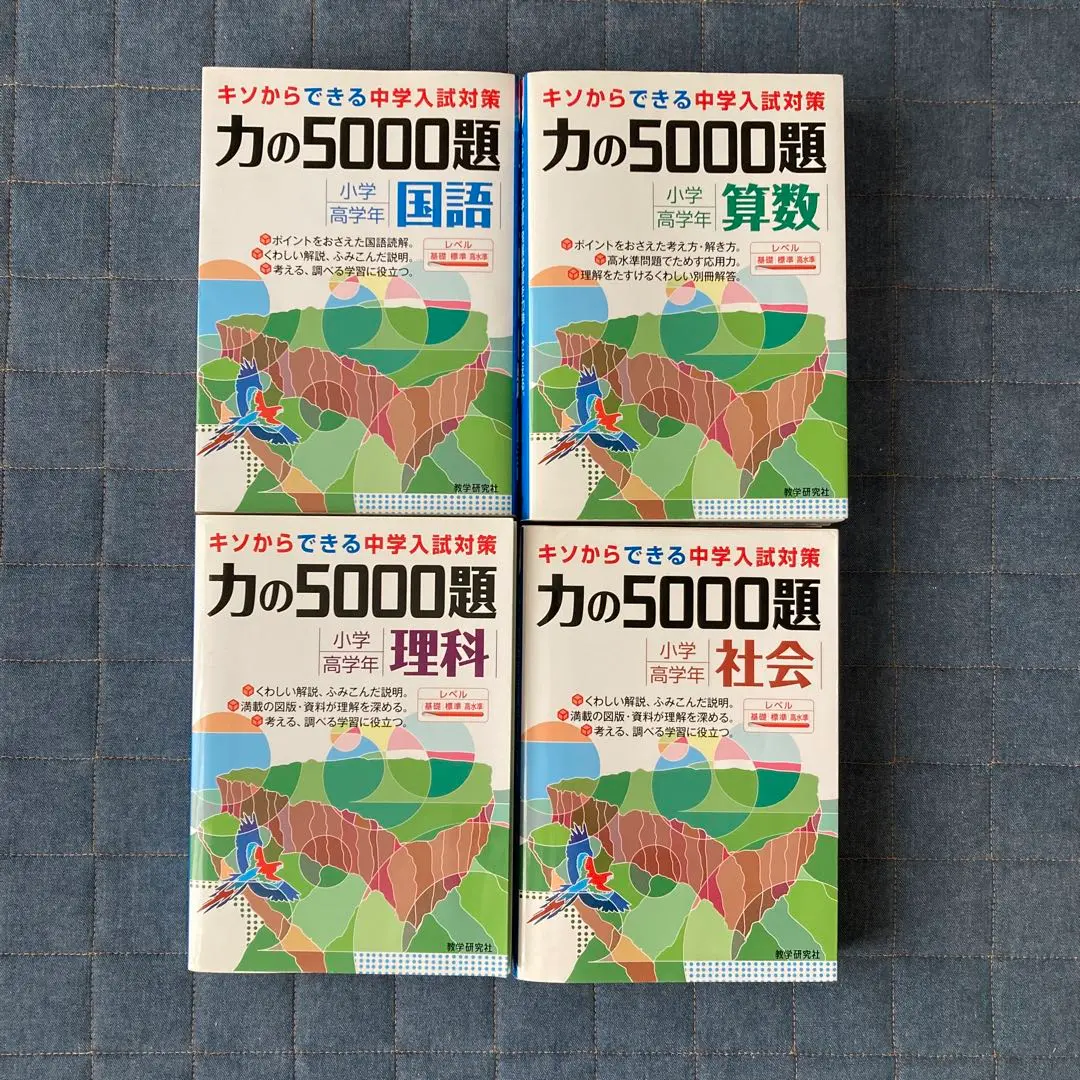 キソからできる中学入試対策
力の5000題
小学
高学年
国語
ポイントをおさえた国語読解。
くわしい解説、ふみこんだ説明。
考える、調べる学習に役立つ。
レベル
基礎 標準 高水準
教学研究社
キソからできる中学入試対策
力の5000題
小学
高学年
算数
ポイントをおさえた考え方・解き方。
高水準問題でためす応用力。
理解をたすけるくわしい別冊解答。
レベル
基礎 標準 高水準
教学研究社
キソからできる中学入試対策
力の5000題
小学
高学年
理科
くわしい解説、ふみこんだ説明。
満載の図版・資料が理解を深める。
考える、調べる学習に役立つ。
レベル
基礎 標準 高水準
教学研究社
キソからできる中学入試対策
力の5000題
小学
高学年
社会
くわしい解説、ふみこんだ説明。
満載の図版・資料が理解を深める。
考える、調べる学習に役立つ。
レベル
基礎 標準 高水準
教学研究社